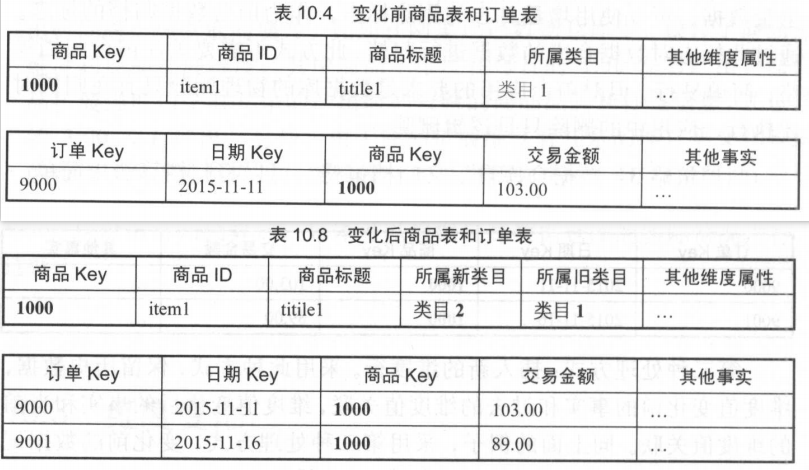 表 10.4 变化前商品表和订单表
商品 Key 商品 ID 商品标题 所属类目 其他维度属性
1000 item1 titile1 类目 1 …
订单 Key 日期 Key 商品 Key 交易金额 其他事实
9000 2015-11-11 1000 103.00 …
表 10.8 变化后商品表和订单表
商品 Key 商品 ID 商品标题 所属新类目 所属旧类目 其他维度属性
1000 item1 titile1 类目 2 类目 1 …
订单 Key 日期 Key 商品 Key 交易金额 其他事实
9000 2015-11-11 1000 103.00 …
9001 2015-11-11 1000 89.00 …